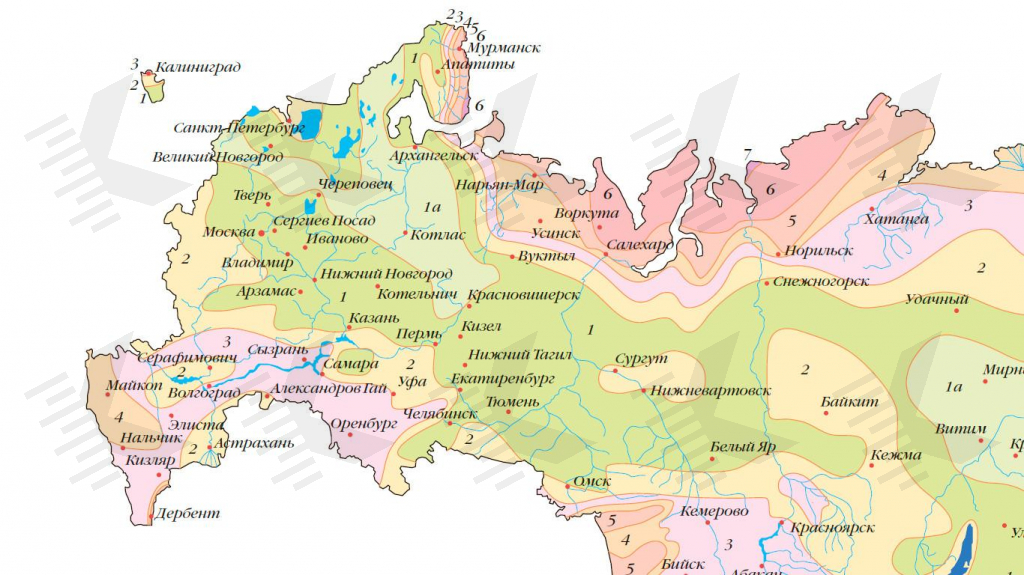 2 3 4 5 6
Мурманск
1
Апатиты
3 Калининград
2
1
6
Санкт-Петербург
Великий Новгород
Архангельск
7
4
Череповец
Нарьян-Мар
6
6
3
Тверь
1а
Воркута
5
Хатанга
Сергиев Посад
Москва
Иваново
Котлас
Усинск
Салехард
Норильск
2
Владимир
Вуктыл
2
Нижний Новгород
Снежногорск
Арзамас
1
Котельнич
Красновишерск
Удачный
Казань
Пермь
Кизел
1
3
Серафимович
Сызрань
Нижний Тагил
Сургут
2
Самара
2
2
Майкоп
Волгоград
Александров Гай
Уфа
Екатиренбург
Нижневартовск
1а
4
Тюмень
Байкит
Элиста
Оренбург
Челябинск
Витим
Нальчик
2
Астрахань
2
Белый Яр
Кежма
Кизляр
Омск
Дербент
5
Кемерово
Красноярск
4
3
5
Бийск